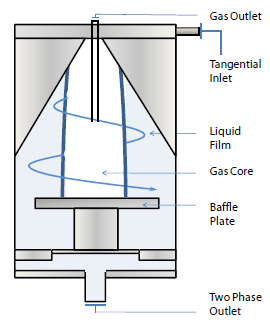 Gas Outlet
Tangential
Inlet
Liquid
Film
Gas Core
Baffle
Plate
Two Phase
Outlet